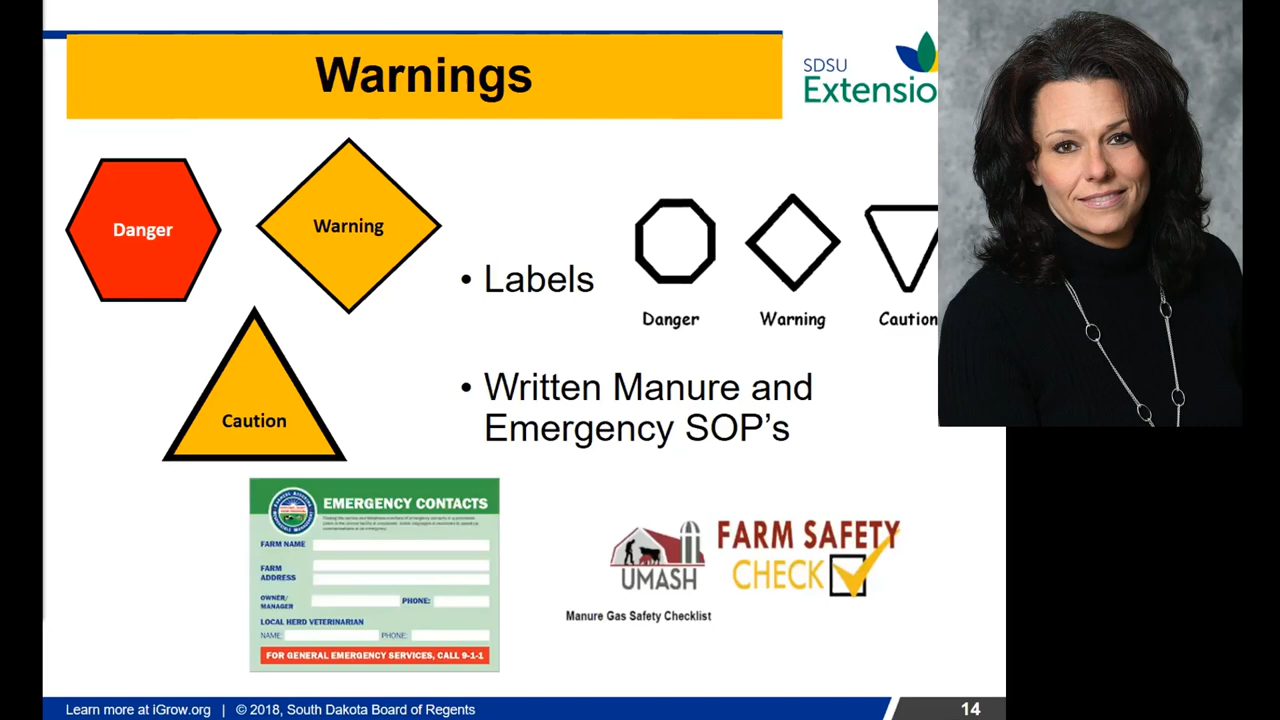 Warnings
SDSU
Extensio
Danger
Warning
Caution
• Labels
Danger
Warning
Caution
• Written Manure and
Emergency SOP's
EMERGENCY CONTACTS
FARM NAME
FARM
ADDRESS
OWNER/
MANAGER
PHONE:
LOCAL HERD VETERINARIAN
NAME:
PHONE:
FOR GENERAL EMERGENCY SERVICES, CALL 9-1-1
UMASH
FARM SAFETY
CHECK
Manure Gas Safety Checklist
Learn more at iGrow.org | © 2018, South Dakota Board of Regents
14